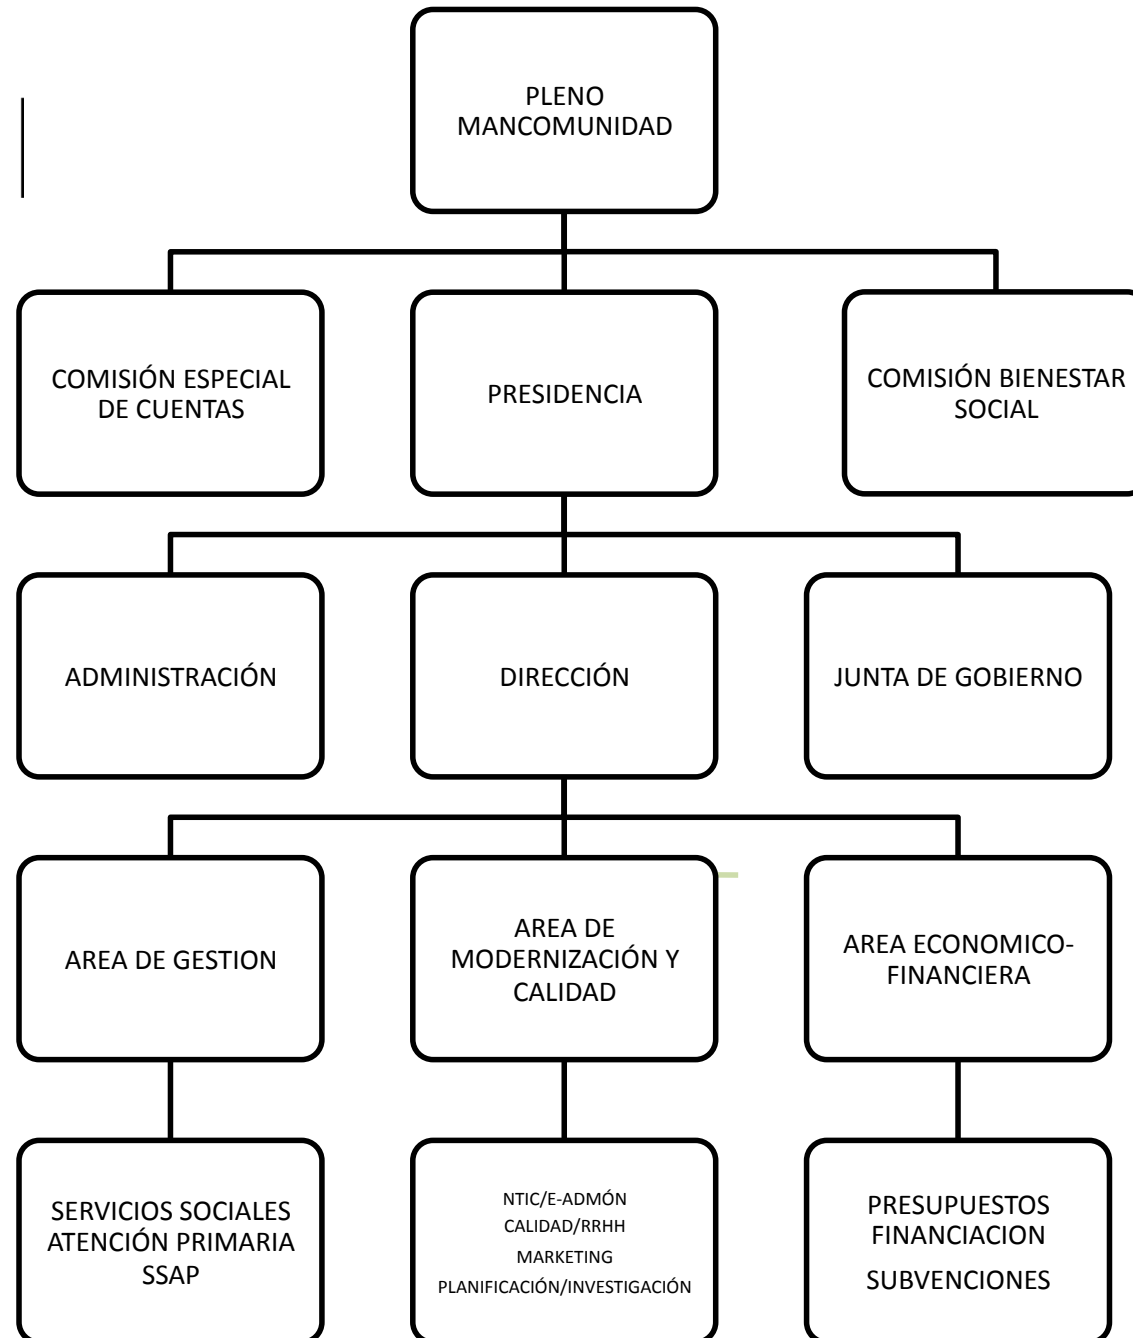 PLENO
MANCOMUNIDAD
COMISIÓN ESPECIAL
DE CUENTAS
PRESIDENCIA
COMISIÓN BIENESTAR
SOCIAL
ADMINISTRACIÓN
DIRECCIÓN
JUNTA DE GOBIERNO
AREA DE GESTION
AREA DE
MODERNIZACIÓN Y
CALIDAD
AREA ECONOMICO-
FINANCIERA
SERVICIOS SOCIALES
ATENCIÓN PRIMARIA
SSAP
NTIC/E-ADMÓN
CALIDAD/RRHH
MARKETING
PLANIFICACIÓN/INVESTIGACIÓN
PRESUPUESTOS
FINANCIACION
SUBVENCIONES